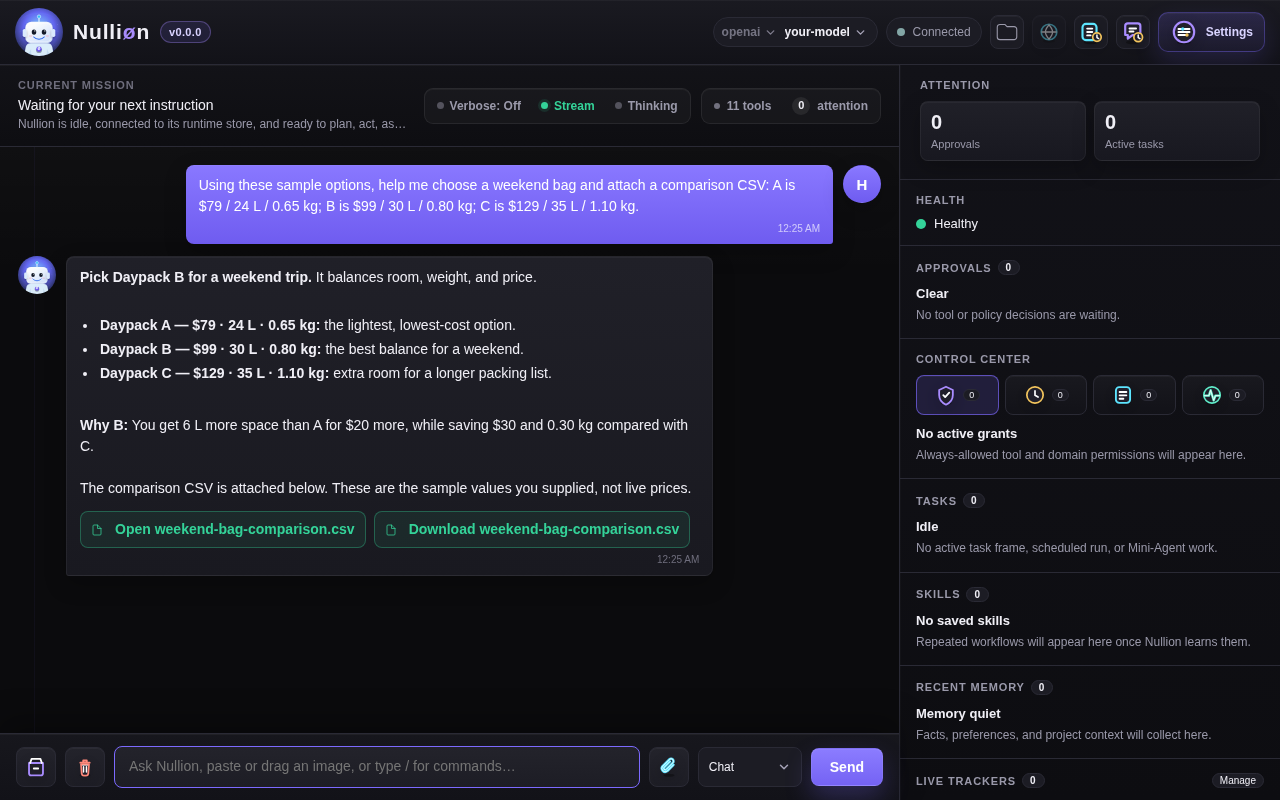 Nulliøn v0.0.0
openai your-model Connected Settings
CURRENT MISSION
Waiting for your next instruction
Nullion is idle, connected to its runtime store, and ready to plan, act, as…
Verbose: Off Stream Thinking
11 tools 0 attention
Using these sample options, help me choose a weekend bag and attach a comparison CSV: A is
$79 / 24 L / 0.65 kg; B is $99 / 30 L / 0.80 kg; C is $129 / 35 L / 1.10 kg.
12:25 AM
H
Pick Daypack B for a weekend trip. It balances room, weight, and price.
• Daypack A — $79 · 24 L · 0.65 kg: the lightest, lowest-cost option.
• Daypack B — $99 · 30 L · 0.80 kg: the best balance for a weekend.
• Daypack C — $129 · 35 L · 1.10 kg: extra room for a longer packing list.
Why B: You get 6 L more space than A for $20 more, while saving $30 and 0.30 kg compared with
C.
The comparison CSV is attached below. These are the sample values you supplied, not live prices.
Open weekend-bag-comparison.csv Download weekend-bag-comparison.csv
12:25 AM
Ask Nullion, paste or drag an image, or type / for commands…
Chat
Send
ATTENTION
0 0
Approvals Active tasks
HEALTH
Healthy
APPROVALS 0
Clear
No tool or policy decisions are waiting.
CONTROL CENTER
0 0 0 0
No active grants
Always-allowed tool and domain permissions will appear here.
TASKS 0
Idle
No active task frame, scheduled run, or Mini-Agent work.
SKILLS 0
No saved skills
Repeated workflows will appear here once Nullion learns them.
RECENT MEMORY 0
Memory quiet
Facts, preferences, and project context will collect here.
LIVE TRACKERS 0 Manage